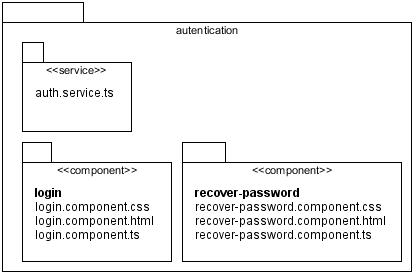 autentication
<<service>>
auth.service.ts
<<component>>
login
login.component.css
login.component.html
login.component.ts
<<component>>
recover-password
recover-password.component.css
recover-password.component.html
recover-password.component.ts